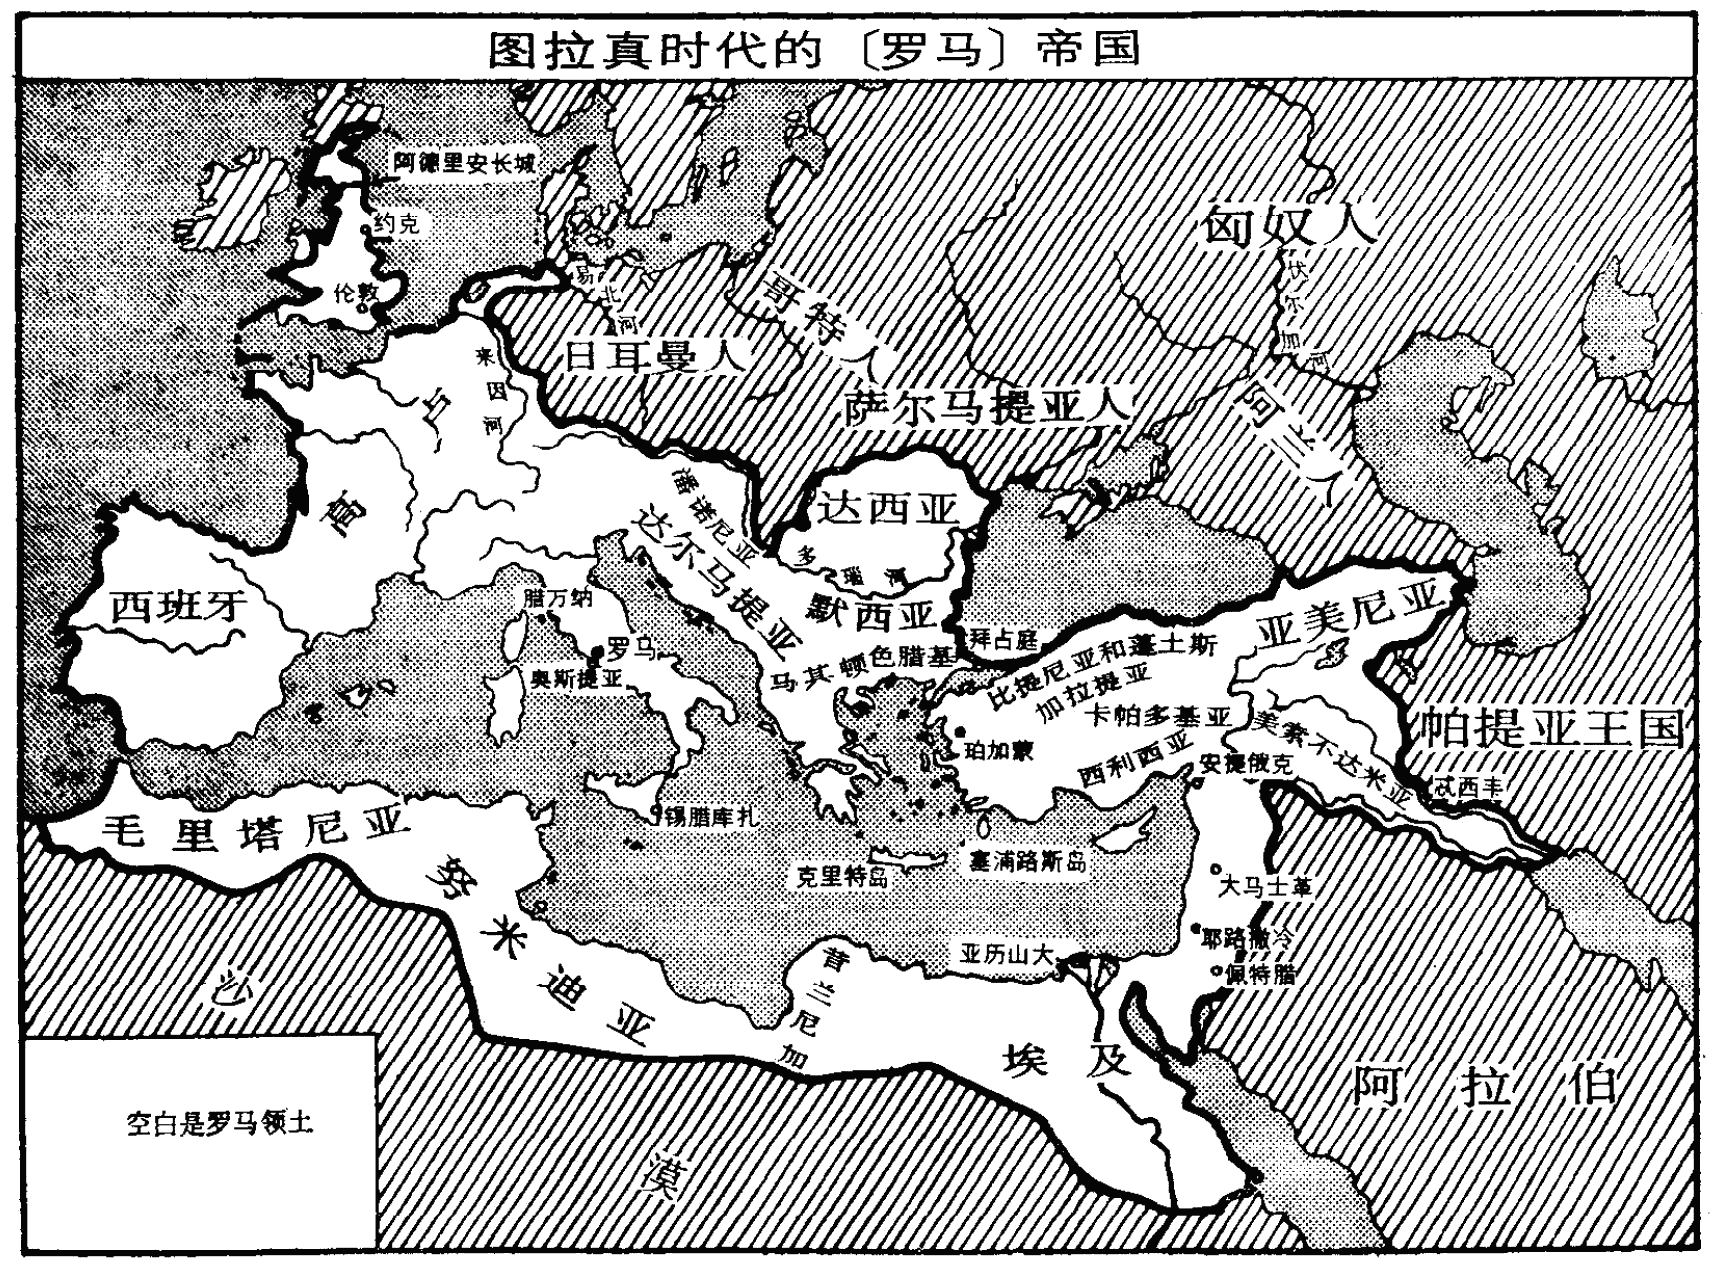 图拉真时代的〔罗马〕帝国
阿德里安长城
约克
伦敦
匈奴人
伏尔加河
易北河
哥特人
日耳曼人
莱因河
萨尔马提亚人
阿兰人
高卢
潘诺尼亚
达西亚
达尔马提亚
多瑙河
西班牙
腊万纳
默西亚
亚美尼亚
罗马
拜占庭
奥斯提亚
马其顿
色腊基
比提尼亚和蓬土斯
加拉提亚
卡帕多基亚
美索不达米亚
帕提亚王国
珀加蒙
西利西亚
安提俄克
忒西丰
毛里塔尼亚
锡腊库扎
努米迪亚
克里特岛
塞浦路斯岛
大马士革
耶路撒冷
亚历山大
佩特腊
昔兰尼加
沙漠
埃及
阿拉伯
空白是罗马领土